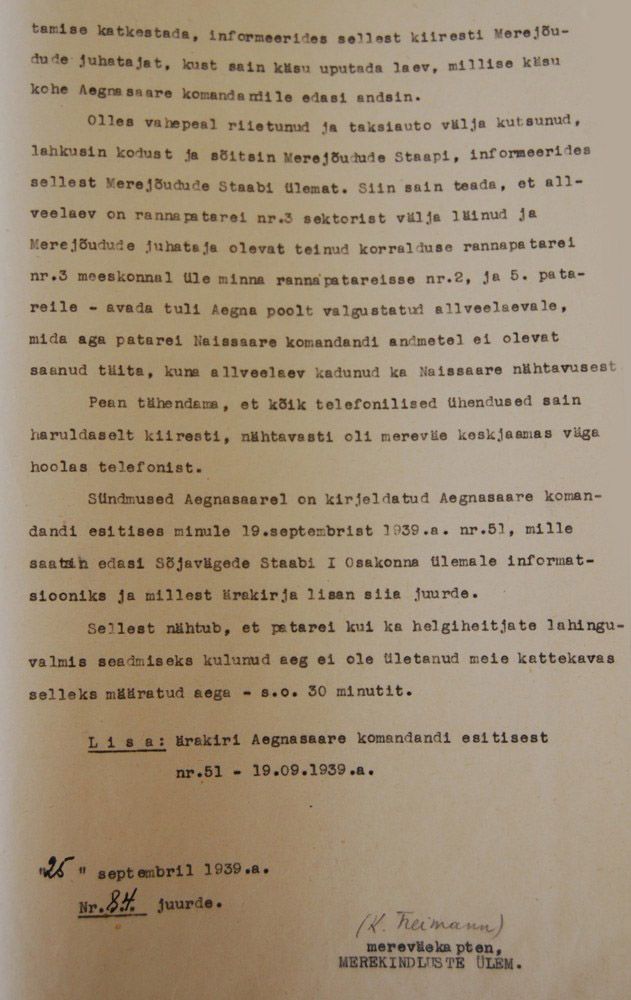 tamise katkestada, informeerides sellest kiiresti Merejõu-
dude juhatajat, kust sain käsu uputada laev, millise käsu
kohe Aegnasaare komandandile edasi andsin.
Olles vahepeal riietunud ja taksiauto välja kutsunud,
lahkusin kodust ja sõitsin Merejõudude Staapi, informeerides
sellest Merejõudude Staabi ülemat. Siin sain teada, et all-
veelaev on rannapatarei nr.3 sektorist välja läinud ja
Merejõudude juhataja olevat teinud korralduse rannapatarei
nr.3 meeskonnal üle minna rannapatareisse nr.2, ja 5. pata-
reile - avada tuli Aegna poolt valgustatud allveelaevale,
mida aga patarei Naissaare komandandi andmetel ei olevat
saanud täita, kuna allveelaev kadunud ka Naissaare nähtavusest.
Pean tähendama, et kõik telefonilised ühendused sain
haruldaselt kiiresti, nähtavasti oli mereväe keskjaamas väga
hoolas telefonist.
Sündmused Aegnasaarel on kirjeldatud Aegnasaare koman-
dandi esitises minule 19.septembrist 1939.a. nr.51, mille
saatsin edasi Sõjavägede Staabi I Osakonna ülemale informat-
siooniks ja millest ärakirja lisan siia juurde.
Sellest nähtub, et patarei kui ka helgiheitjate lahingu-
valmis seadmiseks kulunud aeg ei ole ületanud meie kattekavas
selleks määratud aega - s.o. 30 minutit.
L i s a: ärakiri Aegnasaare komandandi esitisest
nr.51 - 19.09.1939.a.
"25" septembril 1939.a.
Nr.84. juurde.
(K. Treimann)
mereväekapten,
MEREKINDLUSTE ÜLEM.